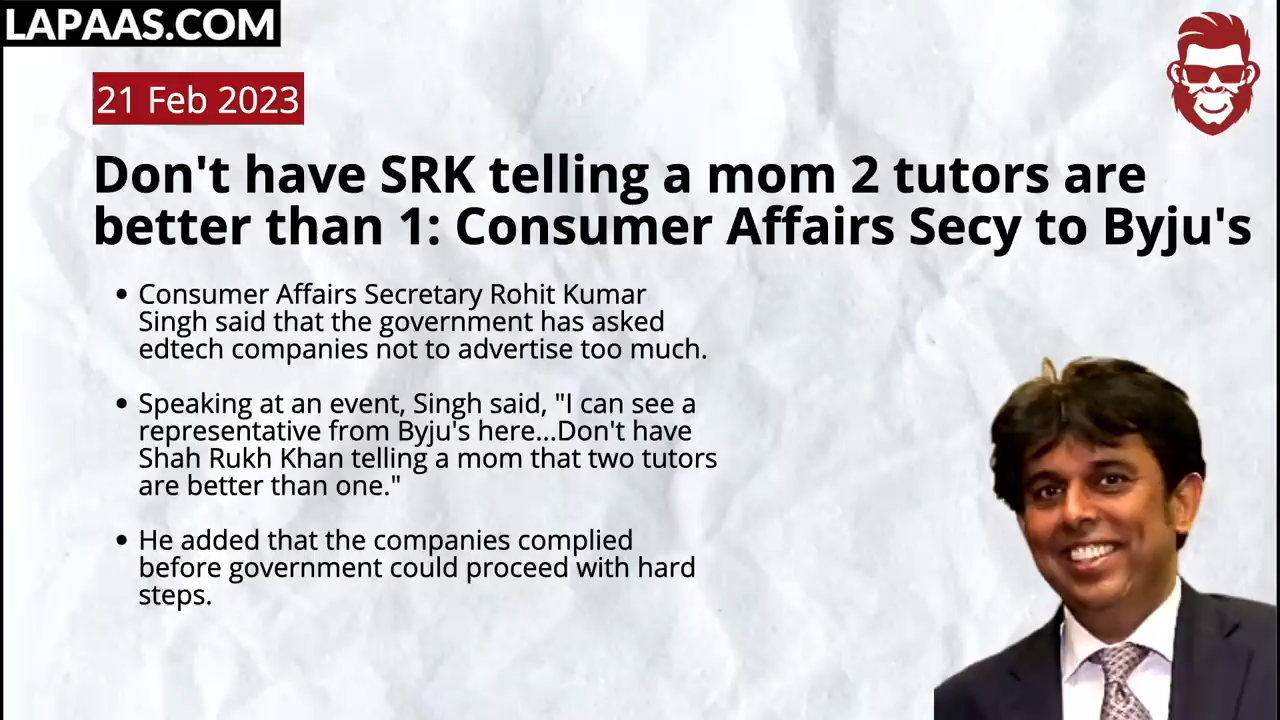 LAPAAS.COM
21 Feb 2023
Don't have SRK telling a mom 2 tutors are
better than 1: Consumer Affairs Secy to Byju's
• Consumer Affairs Secretary Rohit Kumar
Singh said that the government has asked
edtech companies not to advertise too much.
• Speaking at an event, Singh said, "I can see a
representative from Byju's here...Don't have
Shah Rukh Khan telling a mom that two tutors
are better than one."
• He added that the companies complied
before government could proceed with hard
steps.